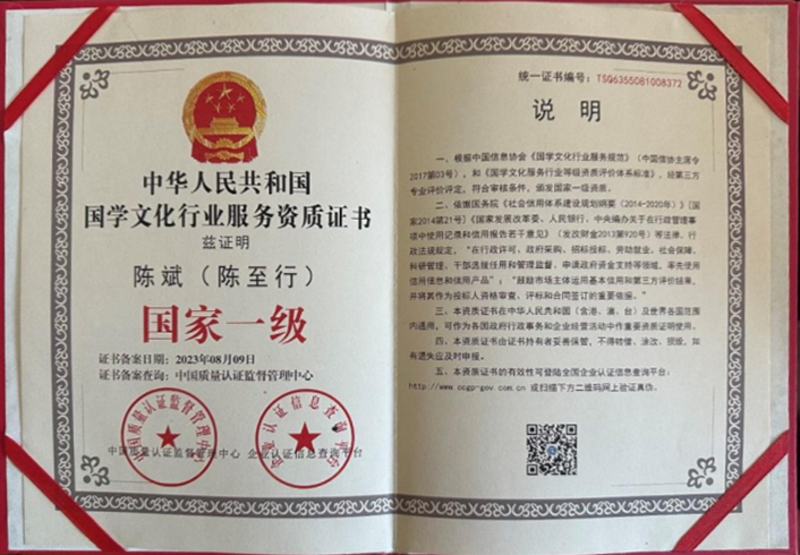 中华人民共和国
国学文化行业服务资质证书
兹证明
陈斌（陈至行）
国家一级
证书备案日期：2023年08月09日
证书备案查询：中国质量认证监督管理中心
中国质量认证监督管理中心
企业认证信息查询平台
中国质量认证监督管理中心 企业认证信息查询平台
统一证书编号：TSQ6355081008372
说 明
一、根据中国信息协会《国学文化行业服务规范》（中国信协主席令
2017第03号），和《国学文化服务行业等级资质评价体系标准》，经第三方
专业评价评定，符合审核条件，颁发国家一级资质。
二、依据国务院《社会信用体系建设规划纲要（2014-2020年）》〔国
家2014第21号〕《国家发展改革委、人民银行、中央编办关于在行政管理事
项中使用记录和信用报告若干意见》（发改财金2013第920号）等法律、行
政法规规定，“在行政许可、政府采购、招标投标、劳动就业、社会保障、
科研管理、干部选拔任用和管理监督、申请政府资金支持等领域，率先使用
信用信息和信用产品”；“鼓励市场主体运用基本信用和第三方评价结果，
并将其作为投标人资格审查、评标和合同签订的重要依据。”
三、本资质证书在中华人民共和国（含港、澳、台）及世界各国范围
内通用，可作为各国政府行政事务和企业经营活动中作重要资质证明使用。
四、本资质证书由证书持有者妥善保管，不得转借、涂改、损毁，如
有遗失应及时申报。
五、本资质证书的有效性可登陆全国企业认证信息查询平台：
http://www.ccgp-gov.com.cn 或扫描下方二维码网上验证真伪。